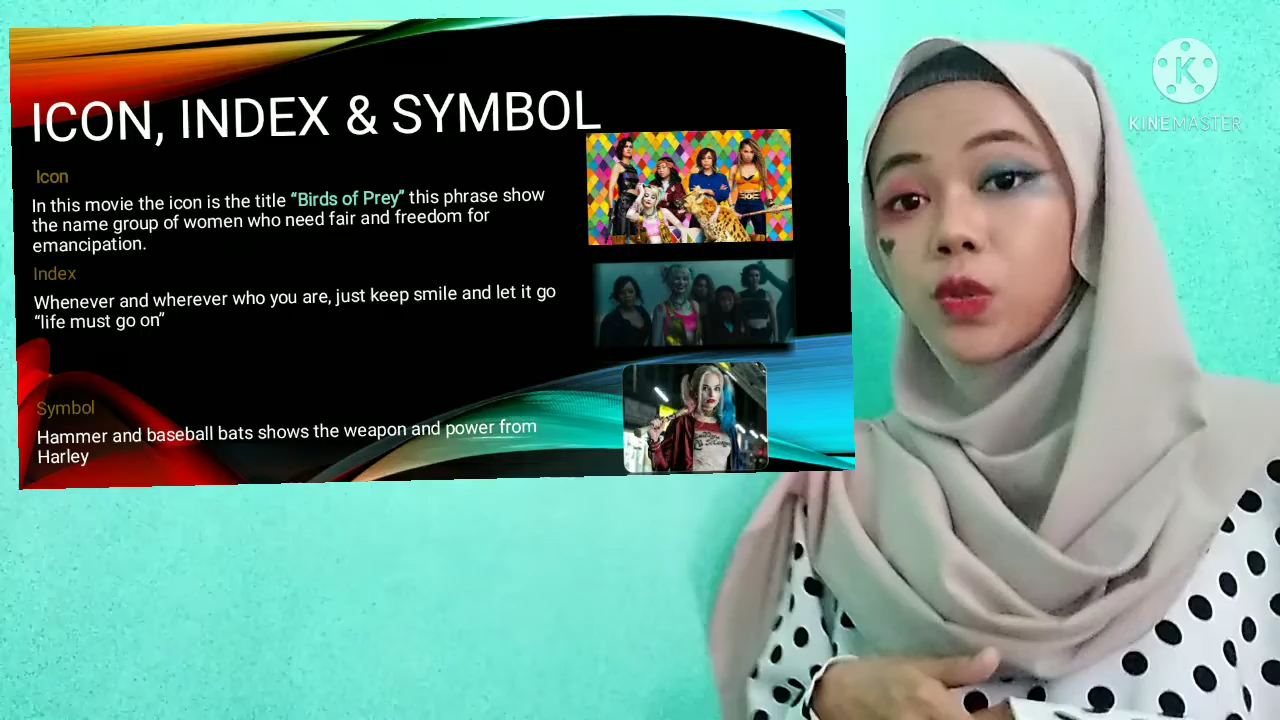 ICON, INDEX & SYMBOL
Icon
In this movie the icon is the title “Birds of Prey” this phrase show
the name group of women who need fair and freedom for
emancipation.
Index
Whenever and wherever who you are, just keep smile and let it go
“life must go on”
Symbol
Hammer and baseball bats shows the weapon and power from
Harley
K
KINEMASTER